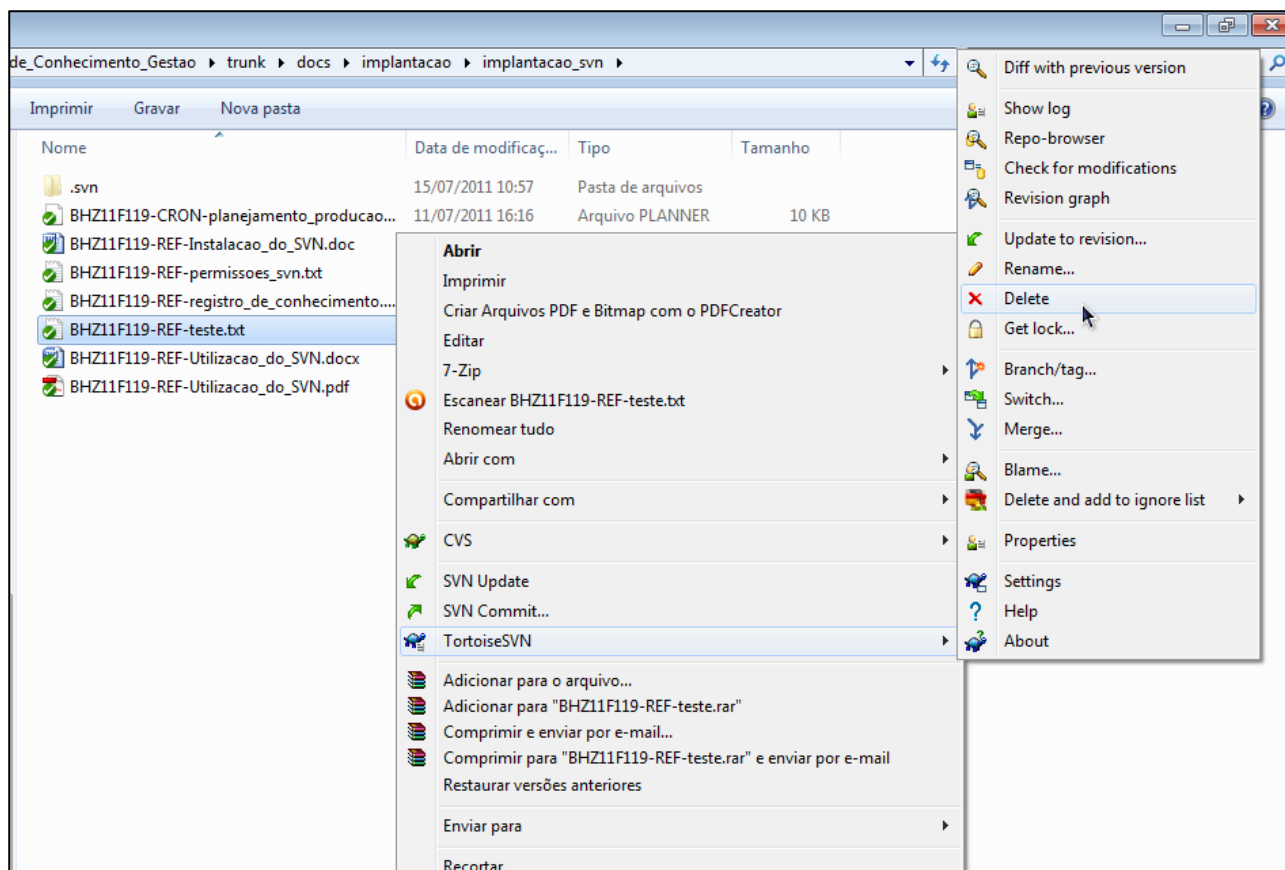 de_Conhecimento_Gestao ▸ trunk ▸ docs ▸ implantacao ▸ implantacao_svn ▸
Imprimir Gravar Nova pasta
Nome Data de modificaç... Tipo Tamanho
.svn 15/07/2011 10:57 Pasta de arquivos
BHZ11F119-CRON-planejamento_producao... 11/07/2011 16:16 Arquivo PLANNER 10 KB
BHZ11F119-REF-Instalacao_do_SVN.doc
BHZ11F119-REF-permissoes_svn.txt
BHZ11F119-REF-registro_de_conhecimento....
BHZ11F119-REF-teste.txt
BHZ11F119-REF-Utilizacao_do_SVN.docx
BHZ11F119-REF-Utilizacao_do_SVN.pdf
Abrir
Imprimir
Criar Arquivos PDF e Bitmap com o PDFCreator
Editar
7-Zip
Escanear BHZ11F119-REF-teste.txt
Renomear tudo
Abrir com
Compartilhar com
CVS
SVN Update
SVN Commit...
TortoiseSVN
Adicionar para o arquivo...
Adicionar para "BHZ11F119-REF-teste.rar"
Comprimir e enviar por e-mail...
Comprimir para "BHZ11F119-REF-teste.rar" e enviar por e-mail
Restaurar versões anteriores
Enviar para
Recortar
Diff with previous version
Show log
Repo-browser
Check for modifications
Revision graph
Update to revision...
Rename...
Delete
Get lock...
Branch/tag...
Switch...
Merge...
Blame...
Delete and add to ignore list
Properties
Settings
Help
About